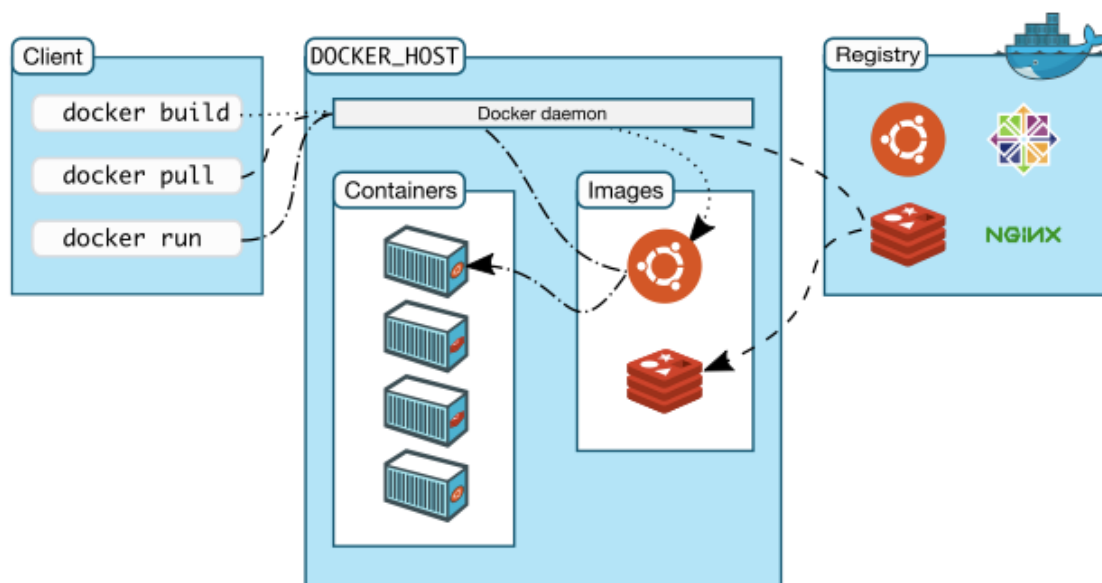 Client
docker build
docker pull
docker run
DOCKER_HOST
Docker daemon
Containers
Images
Registry
NGiNX